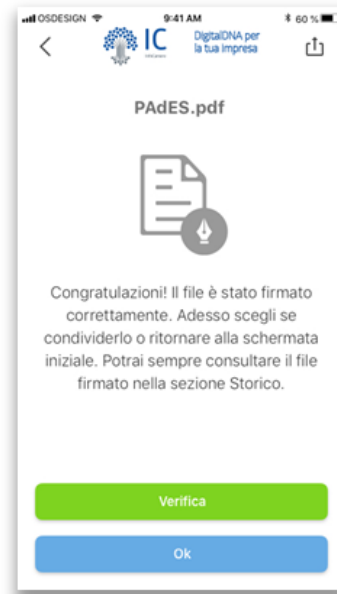 OSDESIGN 9:41 AM 60 %
IC DigitalDNA per
la tua impresa
PAdES.pdf
Congratulazioni! Il file è stato firmato
correttamente. Adesso scegli se
condividerlo o ritornare alla schermata
iniziale. Potrai sempre consultare il file
firmato nella sezione Storico.
Verifica
Ok